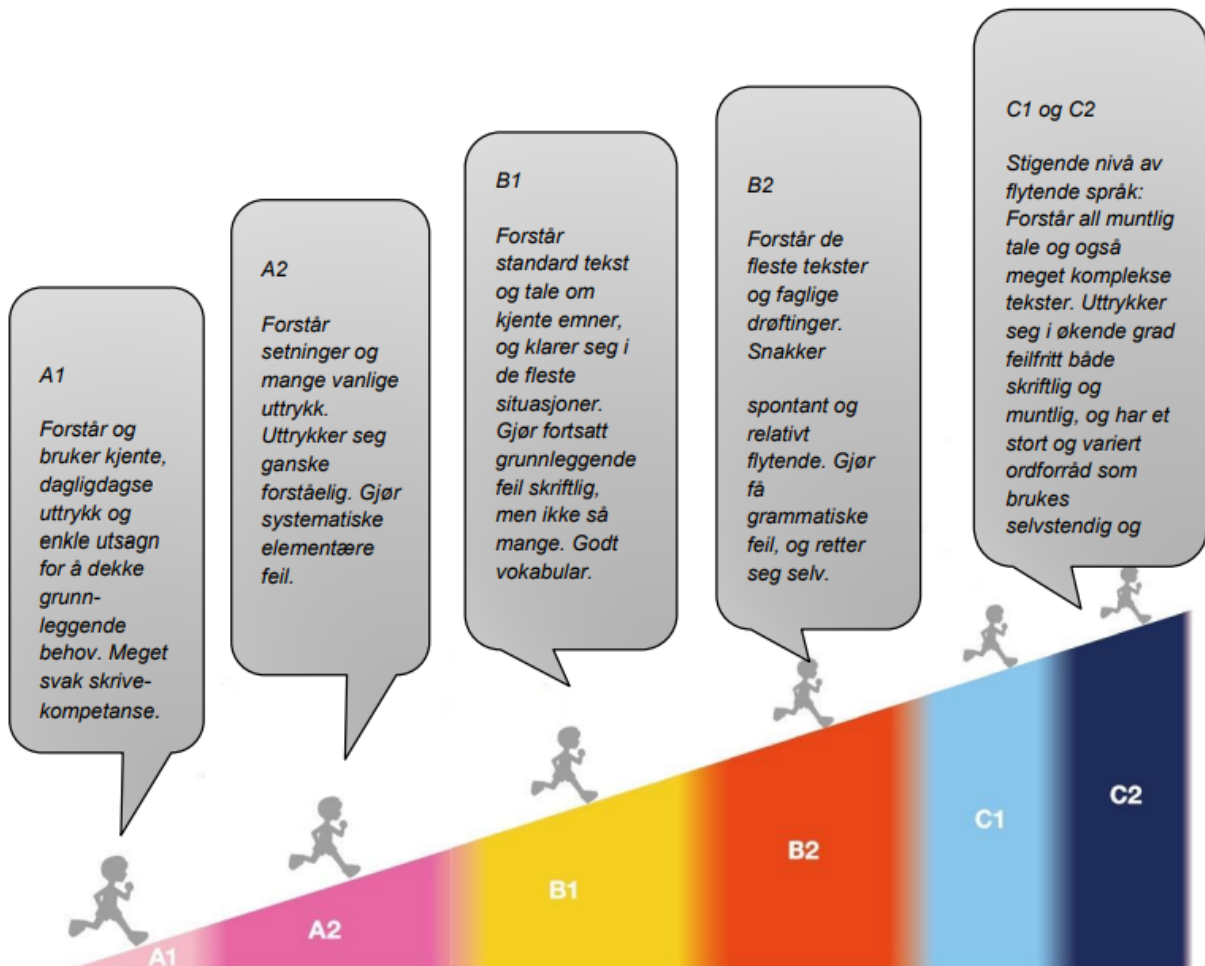 A1
Forstår og
bruker kjente,
dagligdagse
uttrykk og
enkle utsagn
for å dekke
grunn-
leggende
behov. Meget
svak skrive-
kompetanse.
A2
Forstår
setninger og
mange vanlige
uttrykk.
Uttrykker seg
ganske
forståelig. Gjør
systematiske
elementære
feil.
B1
Forstår
standard tekst
og tale om
kjente emner,
og klarer seg i
de fleste
situasjoner.
Gjør fortsatt
grunnleggende
feil skriftlig,
men ikke så
mange. Godt
vokabular.
B2
Forstår de
fleste tekster
og faglige
drøftinger.
Snakker
spontant og
relativt
flytende. Gjør
få
grammatiske
feil, og retter
seg selv.
C1 og C2
Stigende nivå av
flytende språk:
Forstår all muntlig
tale og også
meget komplekse
tekster. Uttrykker
seg i økende grad
feilfritt både
skriftlig og
muntlig, og har et
stort og variert
ordforråd som
brukes
selvstendig og
A1
A2
B1
B2
C1
C2